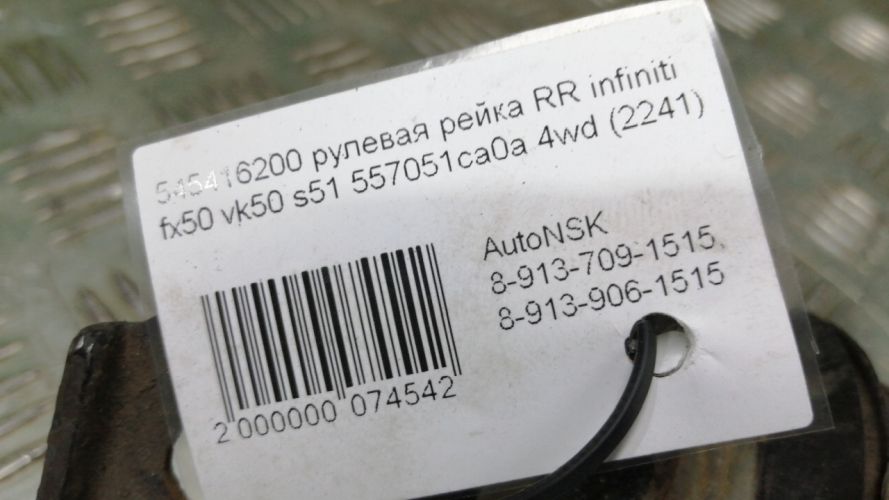 545416200 рулевая рейка RR infiniti
fx50 vk50 s51 557051ca0a 4wd (2241)
AutoNSK
8-913-709-1515,
8-913-906-1515
2 000000 074542